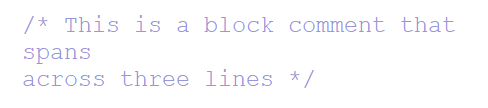 /* This is a block comment that
spans
across three lines */